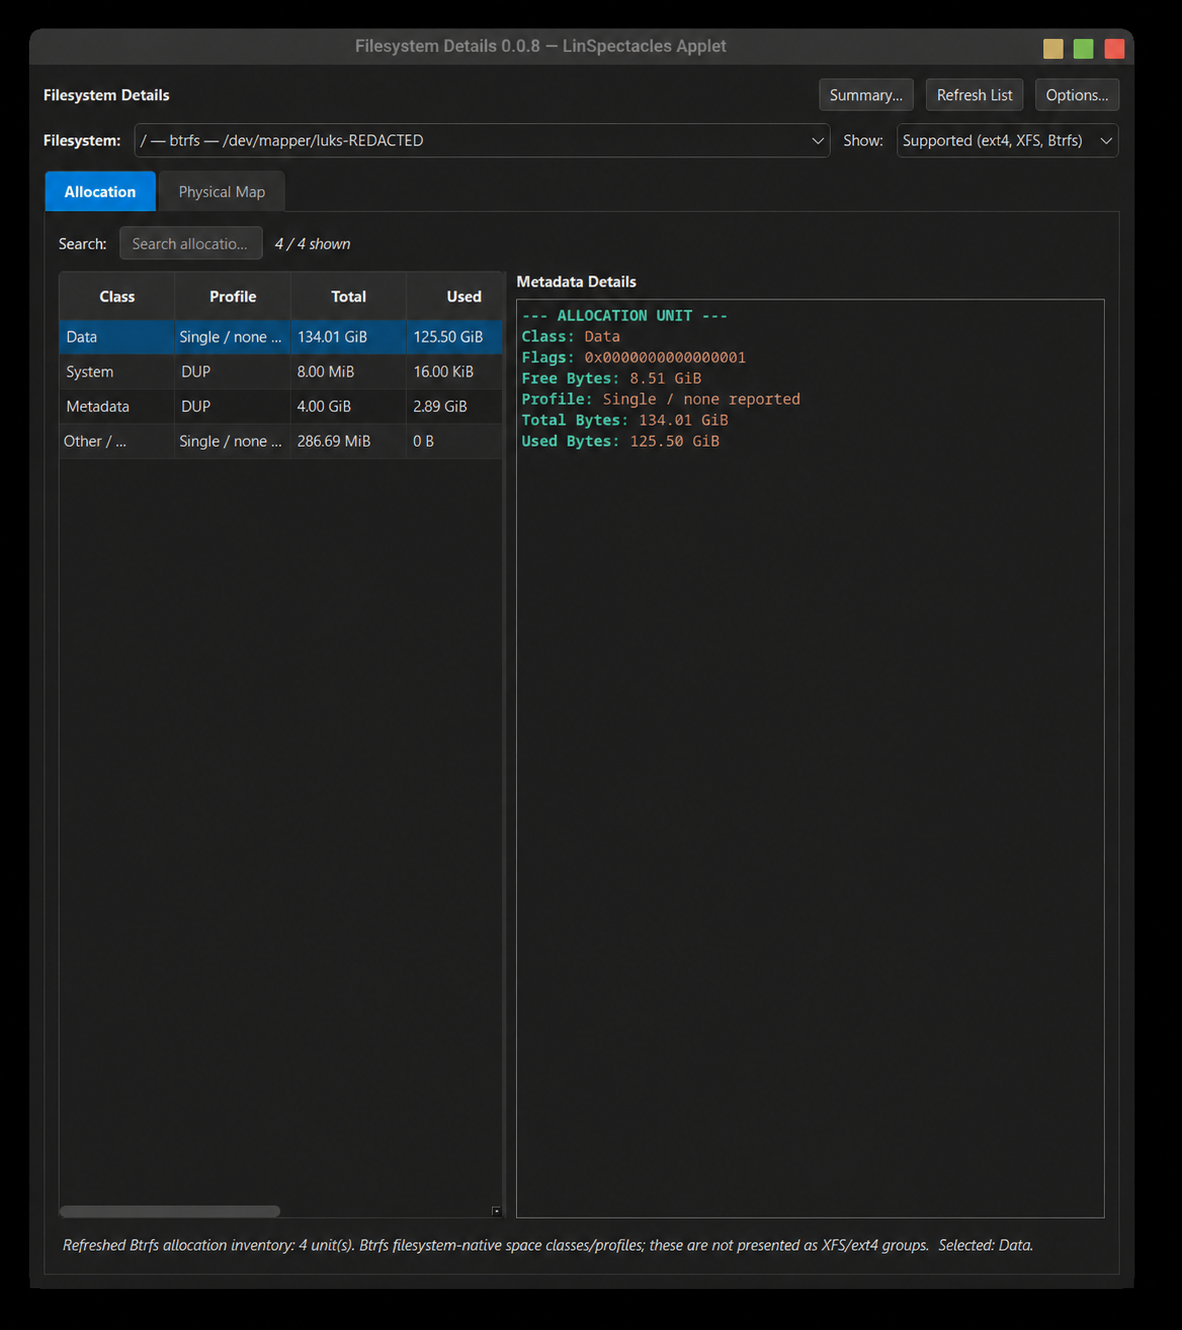 Filesystem Details 0.0.8 — LinSpectacles Applet
Filesystem Details
Summary... Refresh List Options...
Filesystem: / — btrfs — /dev/mapper/luks-REDACTED Show: Supported (ext4, XFS, Btrfs)
Allocation Physical Map
Search: Search allocatio... 4 / 4 shown
Class Profile Total Used
Data Single / none ... 134.01 GiB 125.50 GiB
System DUP 8.00 MiB 16.00 KiB
Metadata DUP 4.00 GiB 2.89 GiB
Other / ... Single / none ... 286.69 MiB 0 B
Metadata Details
--- ALLOCATION UNIT ---
Class: Data
Flags: 0x0000000000000001
Free Bytes: 8.51 GiB
Profile: Single / none reported
Total Bytes: 134.01 GiB
Used Bytes: 125.50 GiB
Refreshed Btrfs allocation inventory: 4 unit(s). Btrfs filesystem-native space classes/profiles; these are not presented as XFS/ext4 groups. Selected: Data.